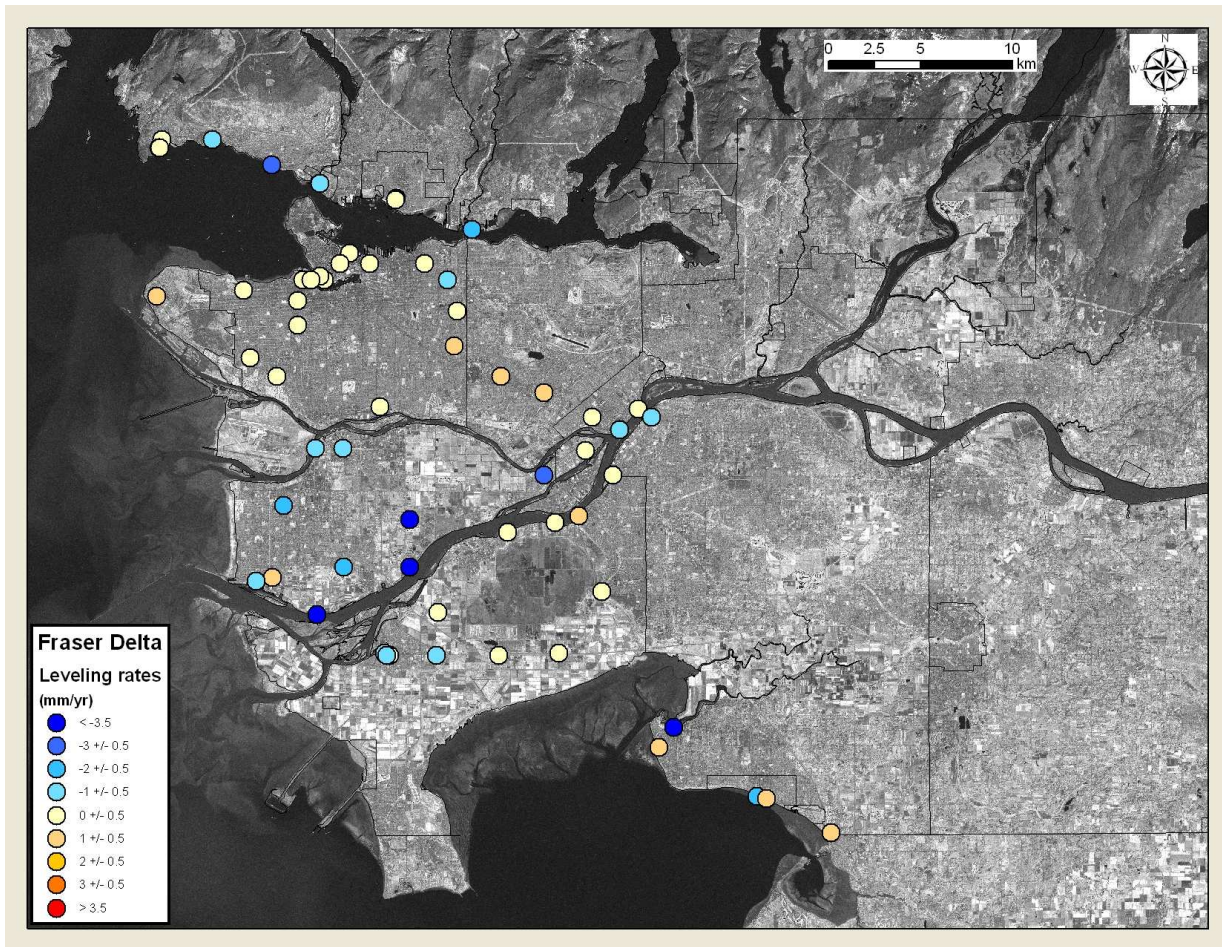 0 2.5 5 10
km
N
W E
S
Fraser Delta
Leveling rates
(mm/yr)
< -3.5
-3 +/- 0.5
-2 +/- 0.5
-1 +/- 0.5
0 +/- 0.5
1 +/- 0.5
2 +/- 0.5
3 +/- 0.5
> 3.5